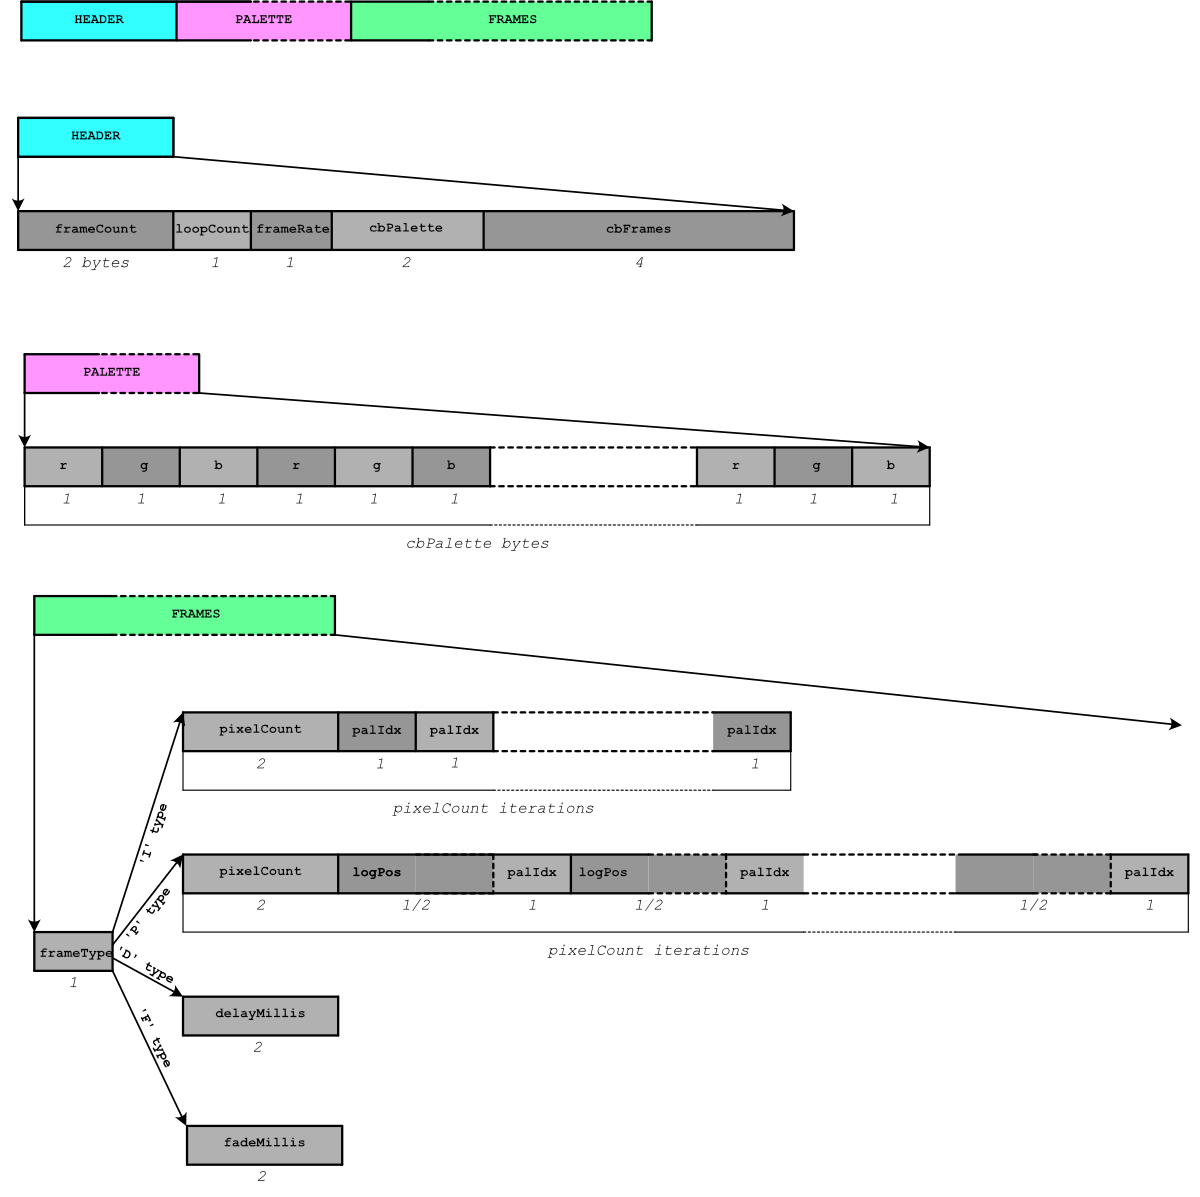 HEADER PALETTE FRAMES
HEADER
frameCount loopCount frameRate cbPalette cbFrames
2 bytes 1 1 2 4
PALETTE
r g b r g b r g b
1 1 1 1 1 1 1 1 1
cbPalette bytes
FRAMES
pixelCount palIdx palIdx palIdx
2 1 1 1
pixelCount iterations
'I' type
pixelCount logPos palIdx logPos palIdx palIdx
2 1/2 1 1/2 1 1/2 1
pixelCount iterations
'P' type
frameType
1
'D' type
delayMillis
2
'F' type
fadeMillis
2